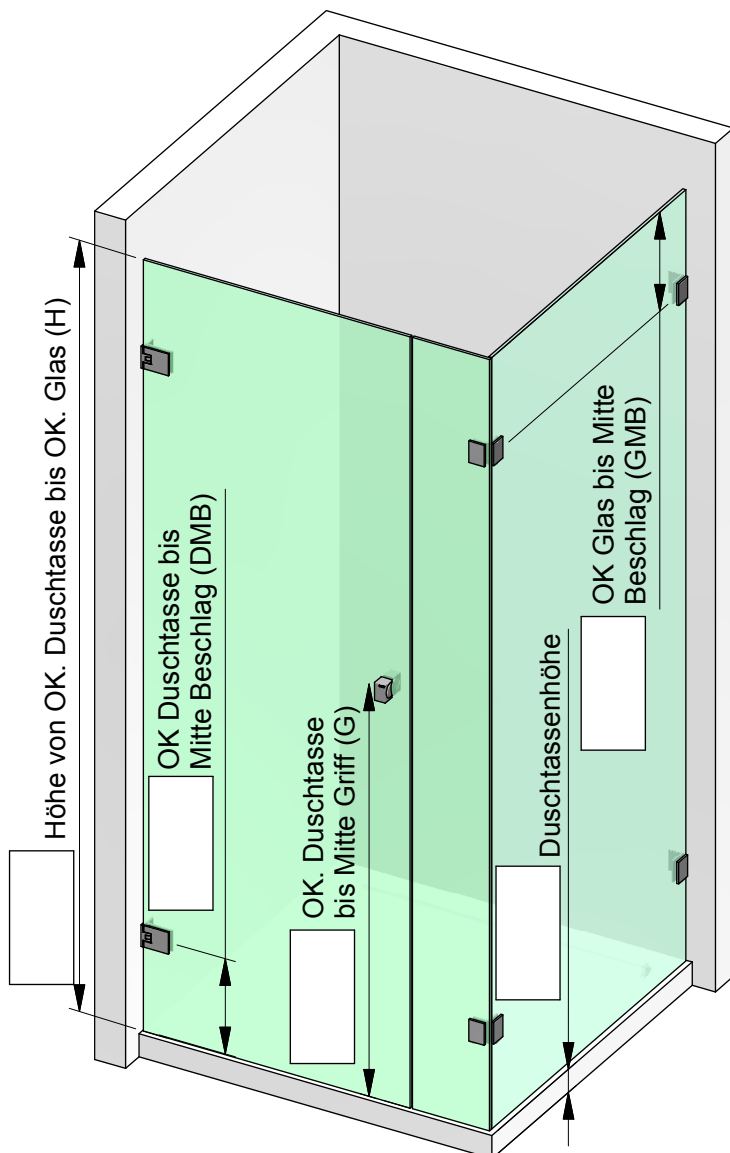 Höhe von OK. Duschtasse bis OK. Glas (H)
OK Duschtasse bis
Mitte Beschlag (DMB)
OK. Duschtasse
bis Mitte Griff (G)
Duschtassenhöhe
OK Glas bis Mitte
Beschlag (GMB)